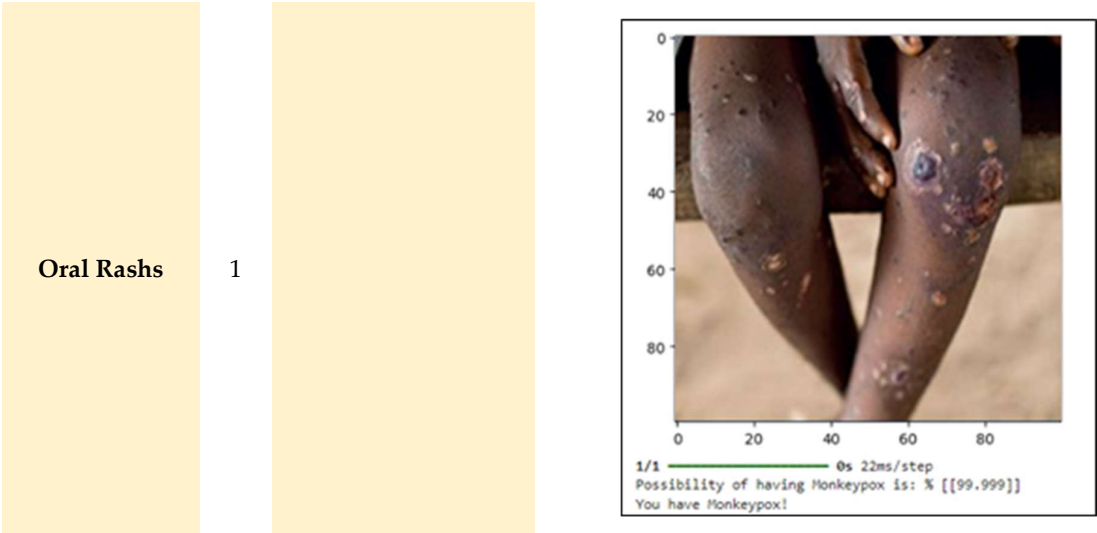 Oral Rashs 1
0
20
40
60
80
0 20 40 60 80
1/1 0s 22ms/step
Possibility of having Monkeypox is: % [[99.999]]
You have Monkeypox!